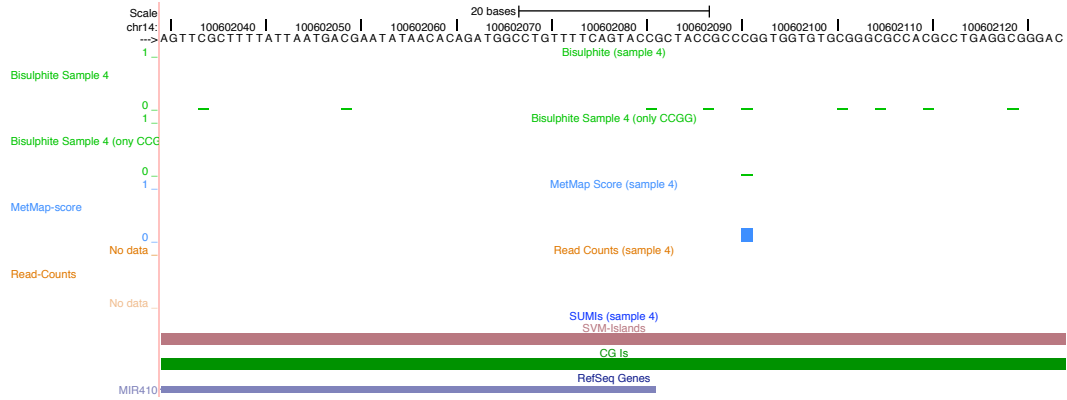 Scale 20 bases
chr14: 100602040 100602050 100602060 100602070 100602080 100602090 100602100 100602110 100602120
---> AGTTCGCTTTTATTAATGACGAATATAACACAGATGGCCTGTTTTCAGTACCGCTACCGCCCGGTGGTGTGCGGGCGCCACGCCTGAGGCGGGAC
1 _ Bisulphite (sample 4)
Bisulphite Sample 4
0 _
1 _ Bisulphite Sample 4 (only CCGG)
Bisulphite Sample 4 (ony CCG
0 _
1 _ MetMap Score (sample 4)
MetMap-score
0 _
No data _ Read Counts (sample 4)
Read-Counts
No data _
SUMIs (sample 4)
SVM-Islands
CG Is
RefSeq Genes
MIR410